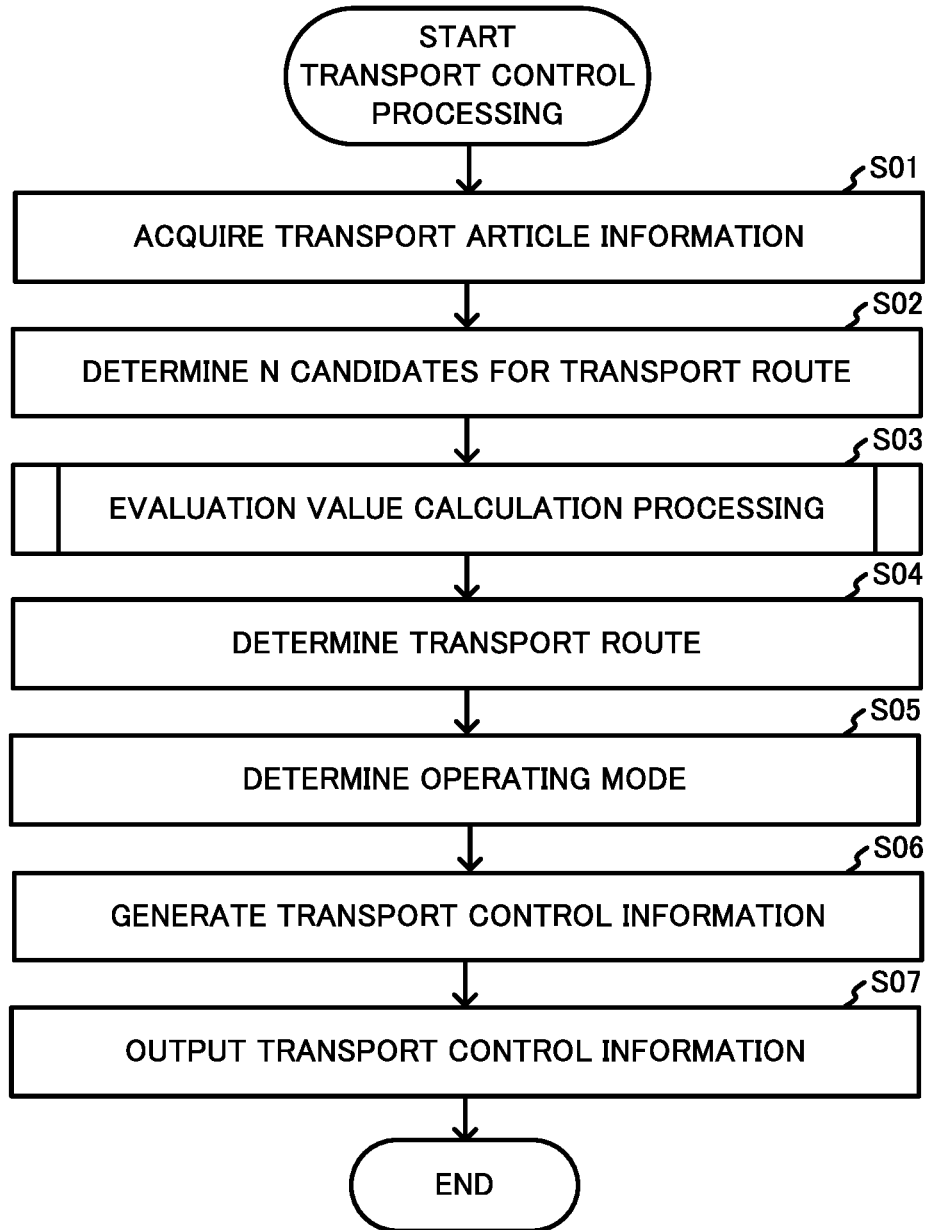 START
TRANSPORT CONTROL
PROCESSING
S01
ACQUIRE TRANSPORT ARTICLE INFORMATION
S02
DETERMINE N CANDIDATES FOR TRANSPORT ROUTE
S03
EVALUATION VALUE CALCULATION PROCESSING
S04
DETERMINE TRANSPORT ROUTE
S05
DETERMINE OPERATING MODE
S06
GENERATE TRANSPORT CONTROL INFORMATION
S07
OUTPUT TRANSPORT CONTROL INFORMATION
END